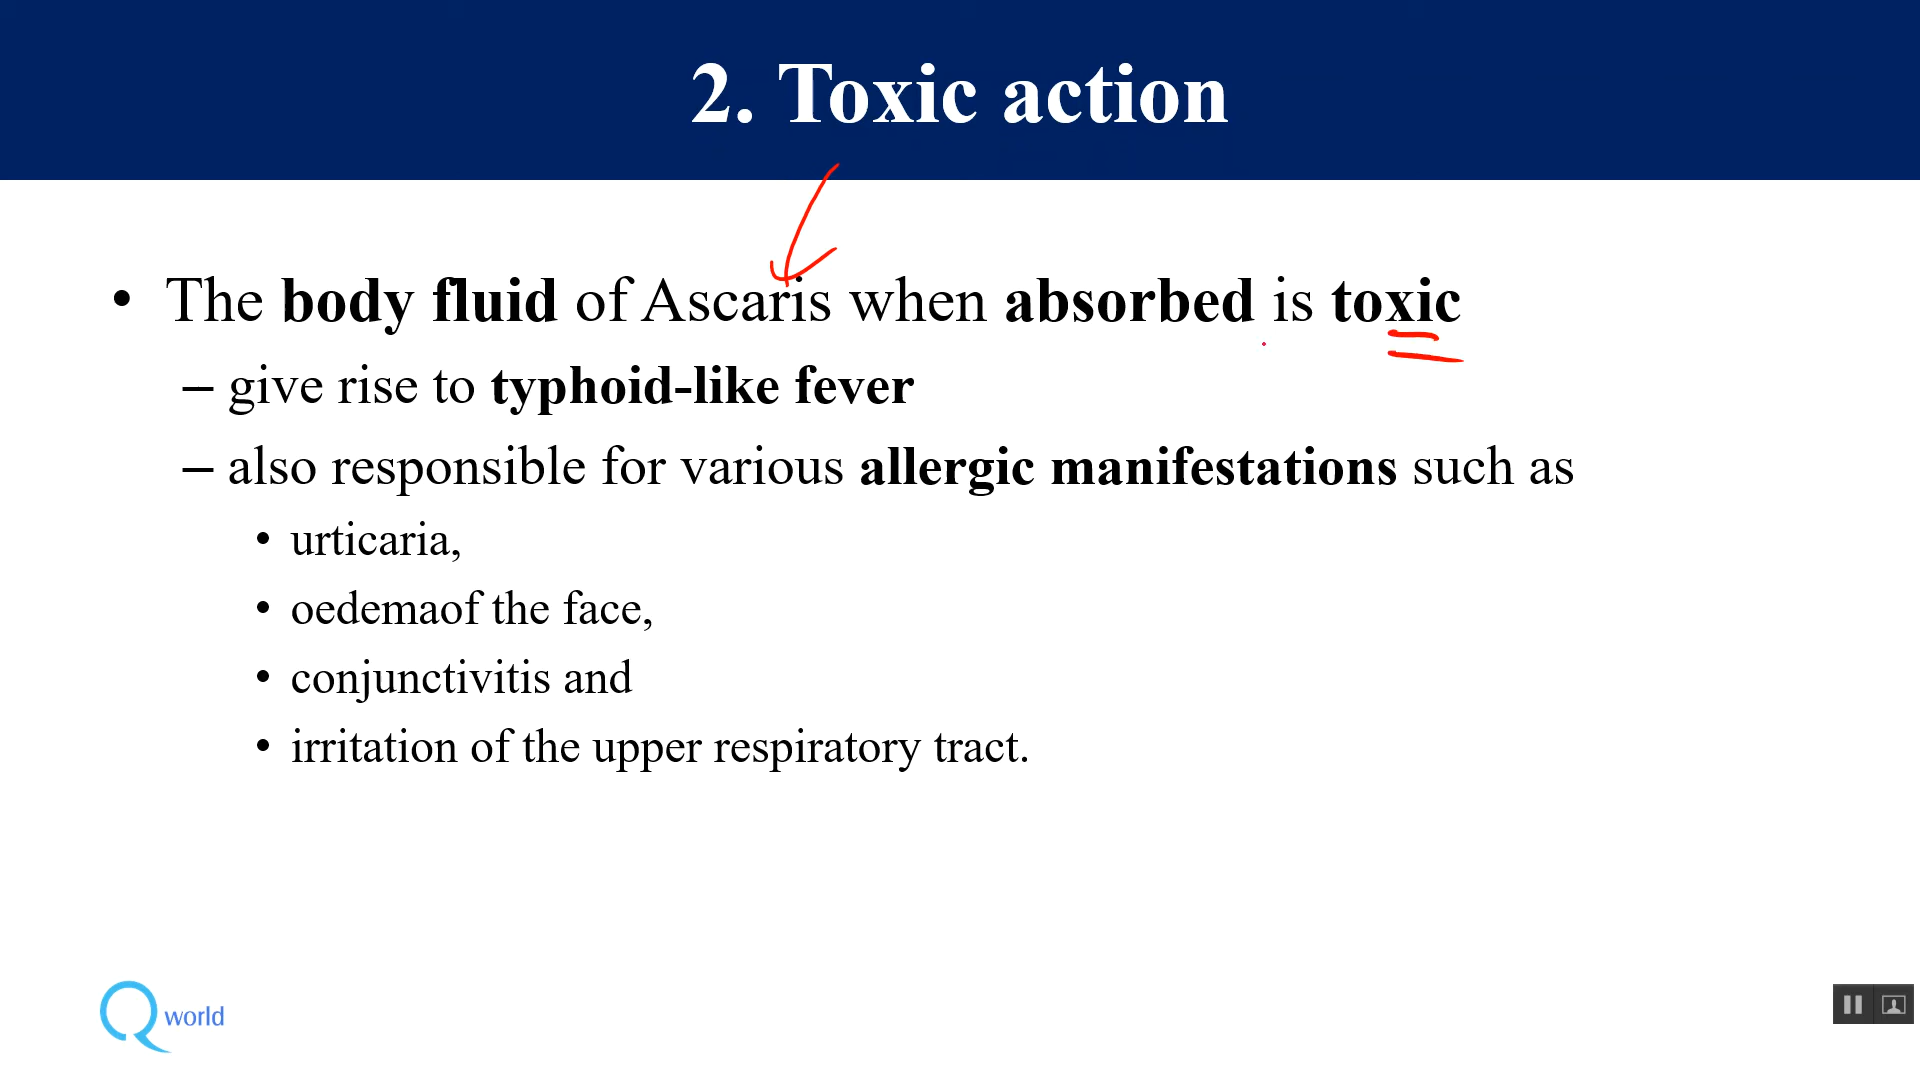 2. Toxic action
• The body fluid of Ascaris when absorbed is toxic
– give rise to typhoid-like fever
– also responsible for various allergic manifestations such as
• urticaria,
• oedemaof the face,
• conjunctivitis and
• irritation of the upper respiratory tract.
Q world